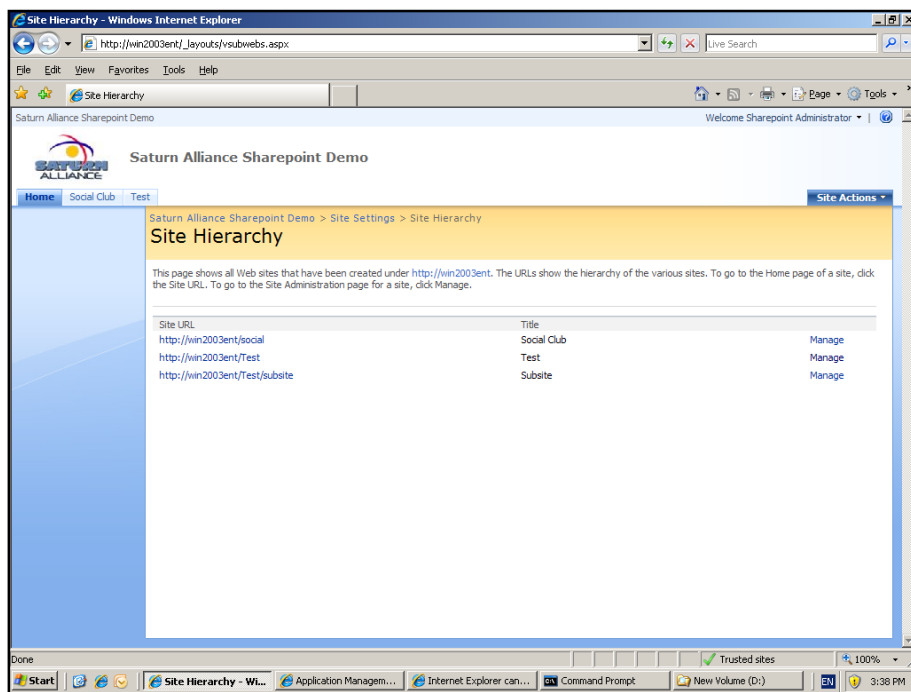 Site Hierarchy - Windows Internet Explorer
http://win2003ent/_layouts/vsubwebs.aspx
Live Search
File Edit View Favorites Tools Help
Site Hierarchy
Page Tools
Saturn Alliance Sharepoint Demo
Welcome Sharepoint Administrator
SATURN
ALLIANCE
Saturn Alliance Sharepoint Demo
Home Social Club Test
Site Actions
Saturn Alliance Sharepoint Demo > Site Settings > Site Hierarchy
Site Hierarchy
This page shows all Web sites that have been created under http://win2003ent. The URLs show the hierarchy of the various sites. To go to the Home page of a site, click
the Site URL. To go to the Site Administration page for a site, click Manage.
Site URL Title
http://win2003ent/social Social Club Manage
http://win2003ent/Test Test Manage
http://win2003ent/Test/subsite Subsite Manage
Done
Trusted sites
100%
Start
Site Hierarchy - Wi...
Application Managem...
Internet Explorer can...
Command Prompt
New Volume (D:)
EN
3:38 PM